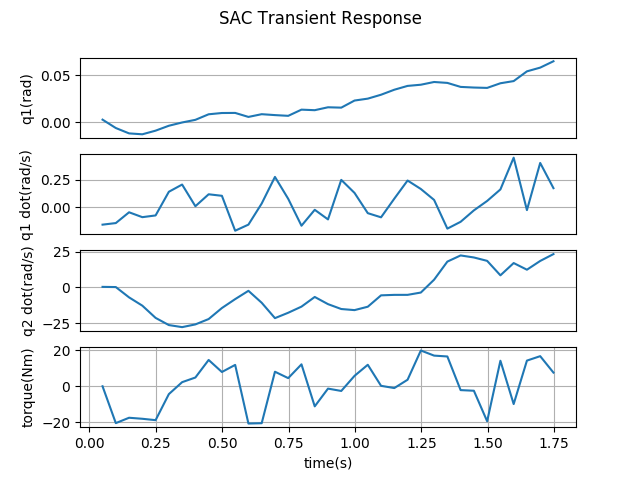 SAC Transient Response
q1(rad)
0.05
0.00
q1 dot(rad/s)
0.25
0.00
q2 dot(rad/s)
25
0
−25
torque(Nm)
20
0
−20
0.00 0.25 0.50 0.75 1.00 1.25 1.50 1.75
time(s)